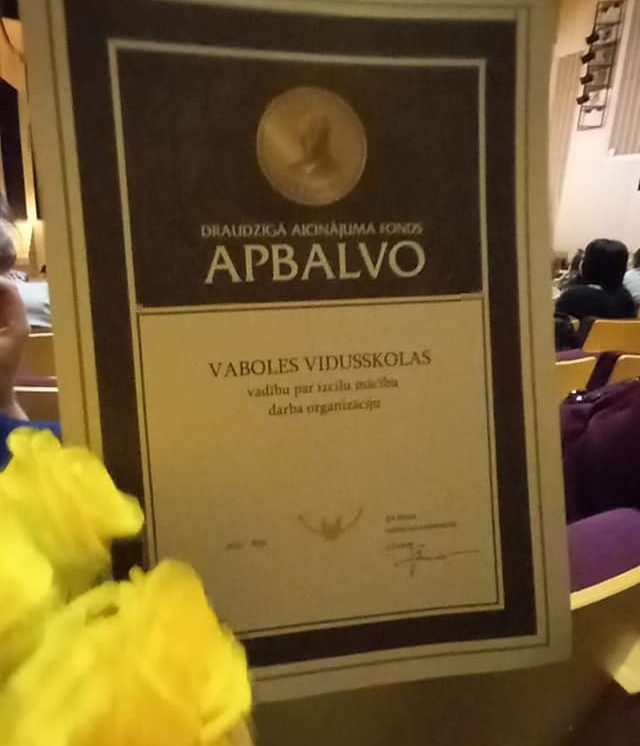 DRAUDZĪGĀ AICINĀJUMA FONDS
APBALVO
VABOLES VIDUSSKOLAS
vadību par izcilu mācību
darba organizāciju